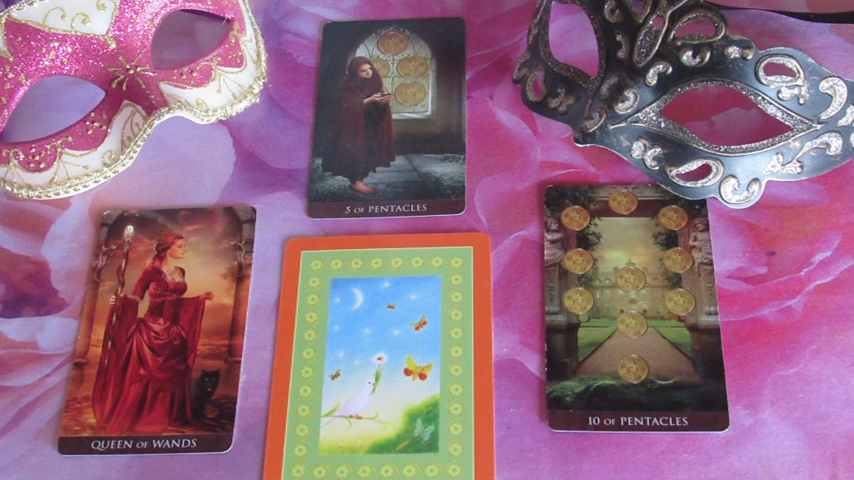 5 OF PENTACLES
QUEEN OF WANDS
10 OF PENTACLES